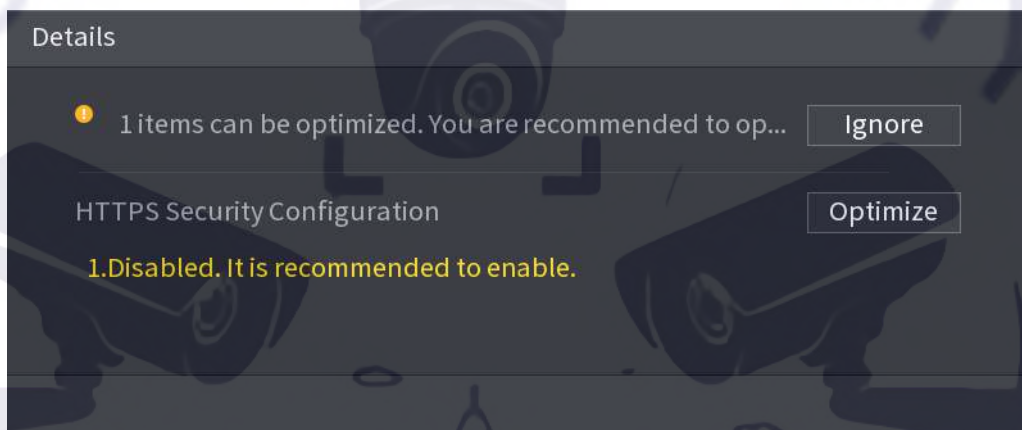 Details
1 items can be optimized. You are recommended to op... Ignore
HTTPS Security Configuration Optimize
1.Disabled. It is recommended to enable.